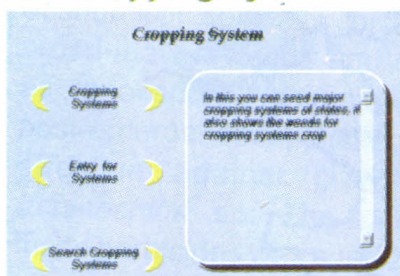 Cropping System
Cropping
Systems
Entry for
Systems
Search Cropping
Systems
In this you can seed major
cropping systems of states, it
also shows the weeds for
cropping systems crop